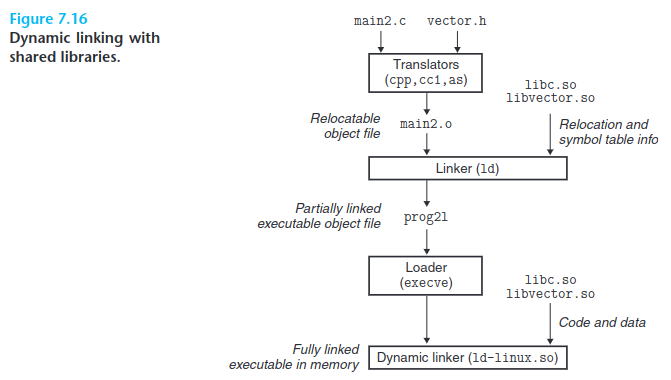 Figure 7.16
Dynamic linking with
shared libraries.
main2.c vector.h
Translators
(cpp,cc1,as)
libc.so
libvector.so
Relocatable
object file
main2.o
Relocation and
symbol table info
Linker (ld)
Partially linked
executable object file
prog2l
Loader
(execve)
libc.so
libvector.so
Code and data
Fully linked
executable in memory
Dynamic linker (ld-linux.so)